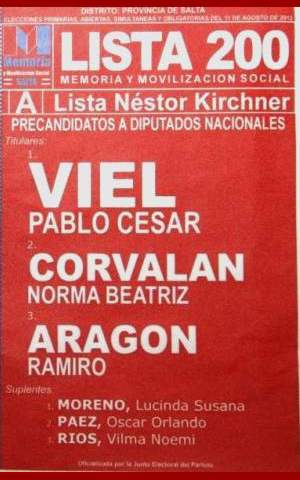 DISTRITO: PROVINCIA DE SALTA
ELECCIONES PRIMARIAS, ABIERTAS, SIMULTANEAS Y OBLIGATORIAS DEL 11 DE AGOSTO DE 2013
Memoria
y Movilización Social
SALTA
LISTA 200
MEMORIA Y MOVILIZACION SOCIAL
A Lista Néstor Kirchner
PRECANDIDATOS A DIPUTADOS NACIONALES
Titulares:
1.
VIEL
PABLO CESAR
2.
CORVALAN
NORMA BEATRIZ
3.
ARAGON
RAMIRO
Suplentes:
1. MORENO, Lucinda Susana
2. PAEZ, Oscar Orlando
3. RIOS, Vilma Noemi
Oficializada por la Junta Electoral del Partido.